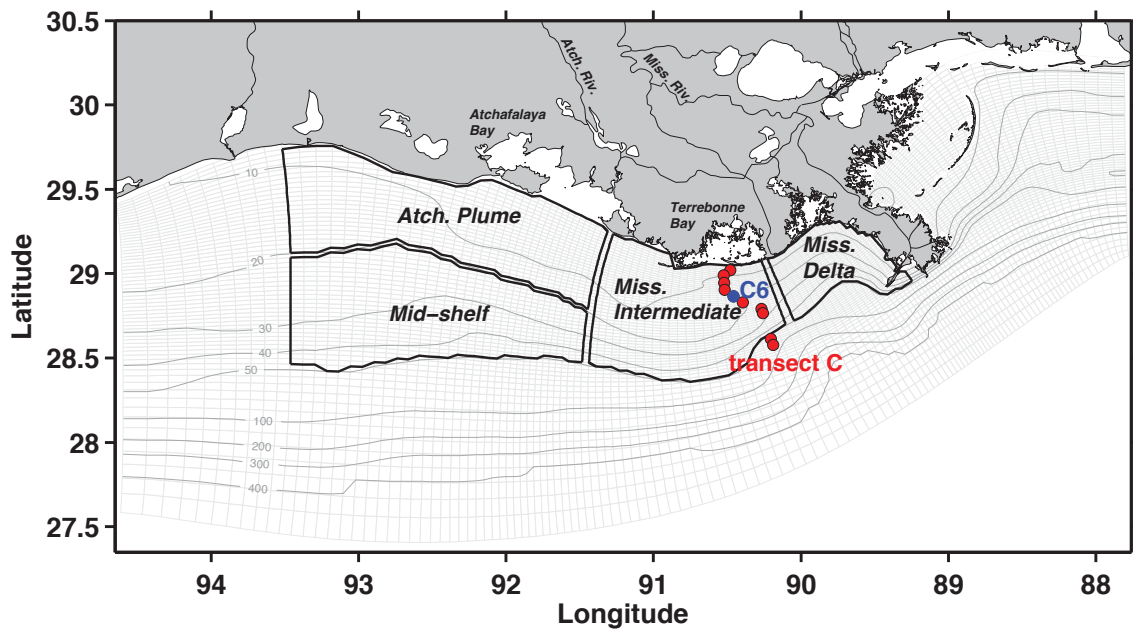 30.5
30
29.5
29
28.5
28
27.5
Latitude
Atch. Riv.
Miss. Riv.
Atchafalaya
Bay
Terrebonne
Bay
Atch. Plume
Mid-shelf
Miss.
Intermediate
Miss.
Delta
C6
transect C
10
20
30
40
50
100
200
300
400
94
93
92
91
90
89
88
Longitude